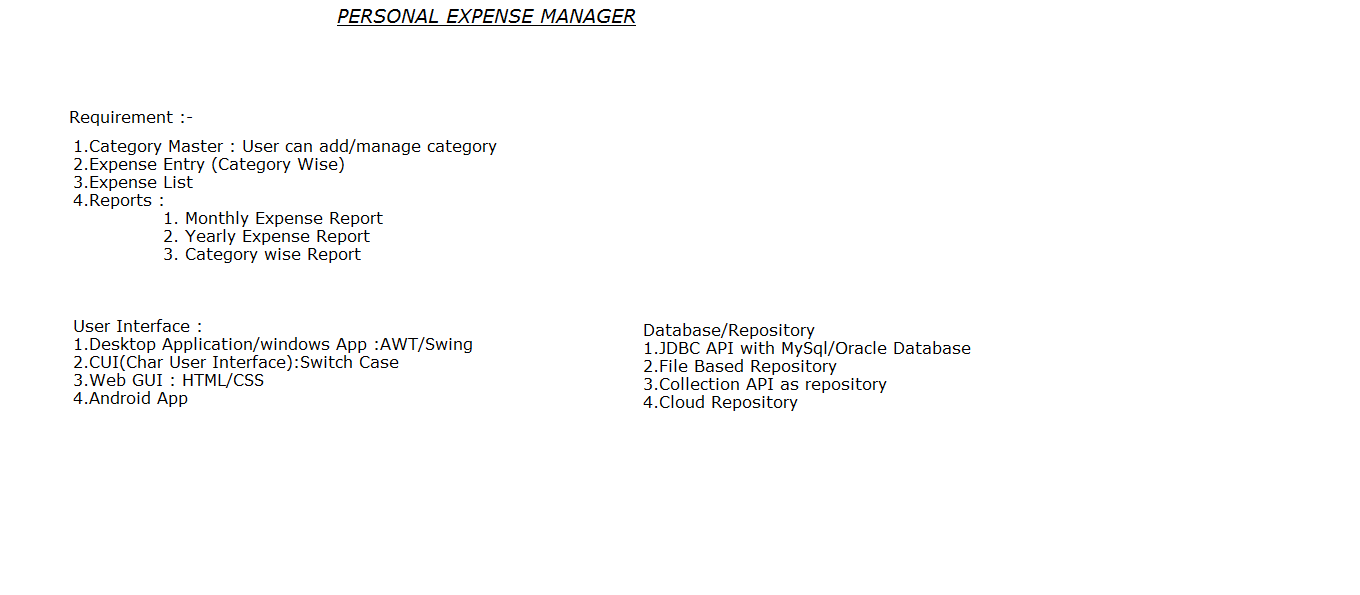 PERSONAL EXPENSE MANAGER
Requirement :-
1.Category Master : User can add/manage category
2.Expense Entry (Category Wise)
3.Expense List
4.Reports :
1. Monthly Expense Report
2. Yearly Expense Report
3. Category wise Report
User Interface :
1.Desktop Application/windows App :AWT/Swing
2.CUI(Char User Interface):Switch Case
3.Web GUI : HTML/CSS
4.Android App
Database/Repository
1.JDBC API with MySql/Oracle Database
2.File Based Repository
3.Collection API as repository
4.Cloud Repository